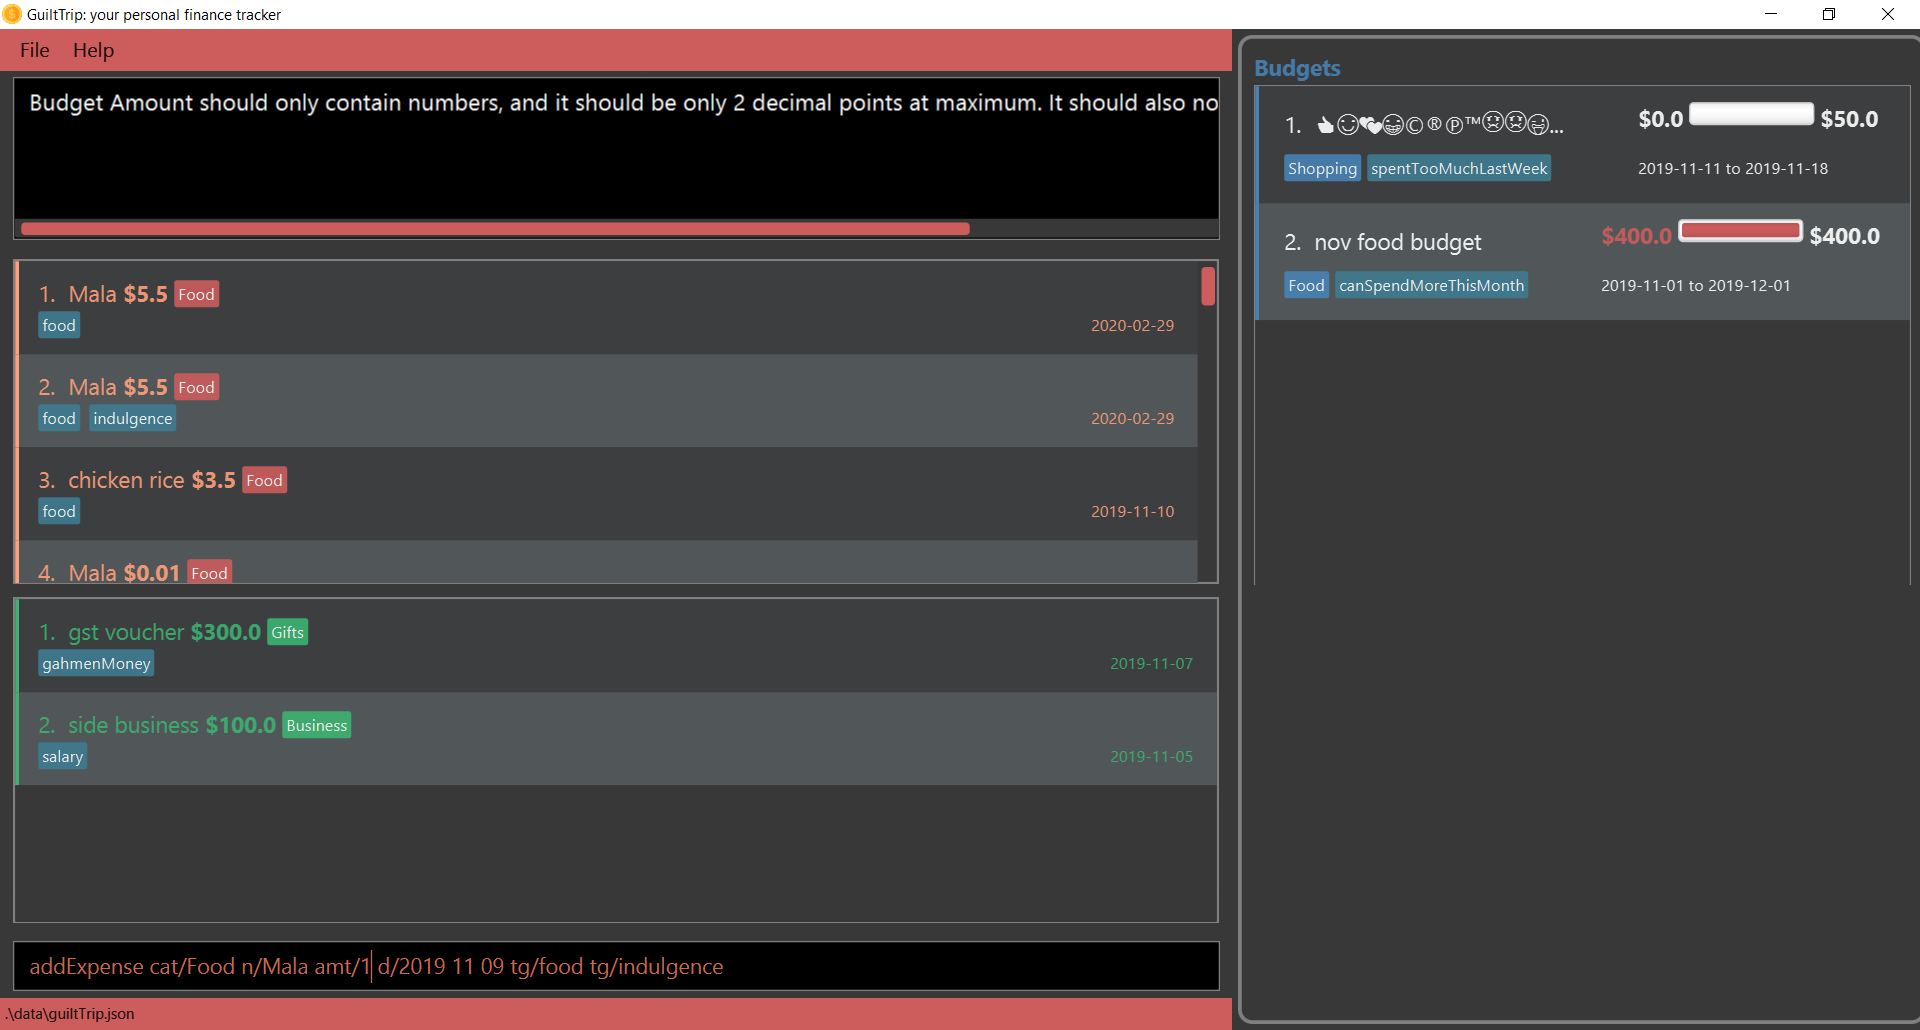 GuiltTrip: your personal finance tracker
File Help
Budget Amount should only contain numbers, and it should be only 2 decimal points at maximum. It should also no
1. Mala $5.5 Food
food
2020-02-29
2. Mala $5.5 Food
food indulgence
2020-02-29
3. chicken rice $3.5 Food
food
2019-11-10
4. Mala $0.01 Food
1. gst voucher $300.0 Gifts
gahmenMoney
2019-11-07
2. side business $100.0 Business
salary
2019-11-05
addExpense cat/Food n/Mala amt/1 d/2019 11 09 tg/food tg/indulgence
.\data\guiltTrip.json
Budgets
1. 👍☺💕😁©®℗™😡😡😂... $0.0 $50.0
Shopping spentTooMuchLastWeek 2019-11-11 to 2019-11-18
2. nov food budget $400.0 $400.0
Food canSpendMoreThisMonth 2019-11-01 to 2019-12-01